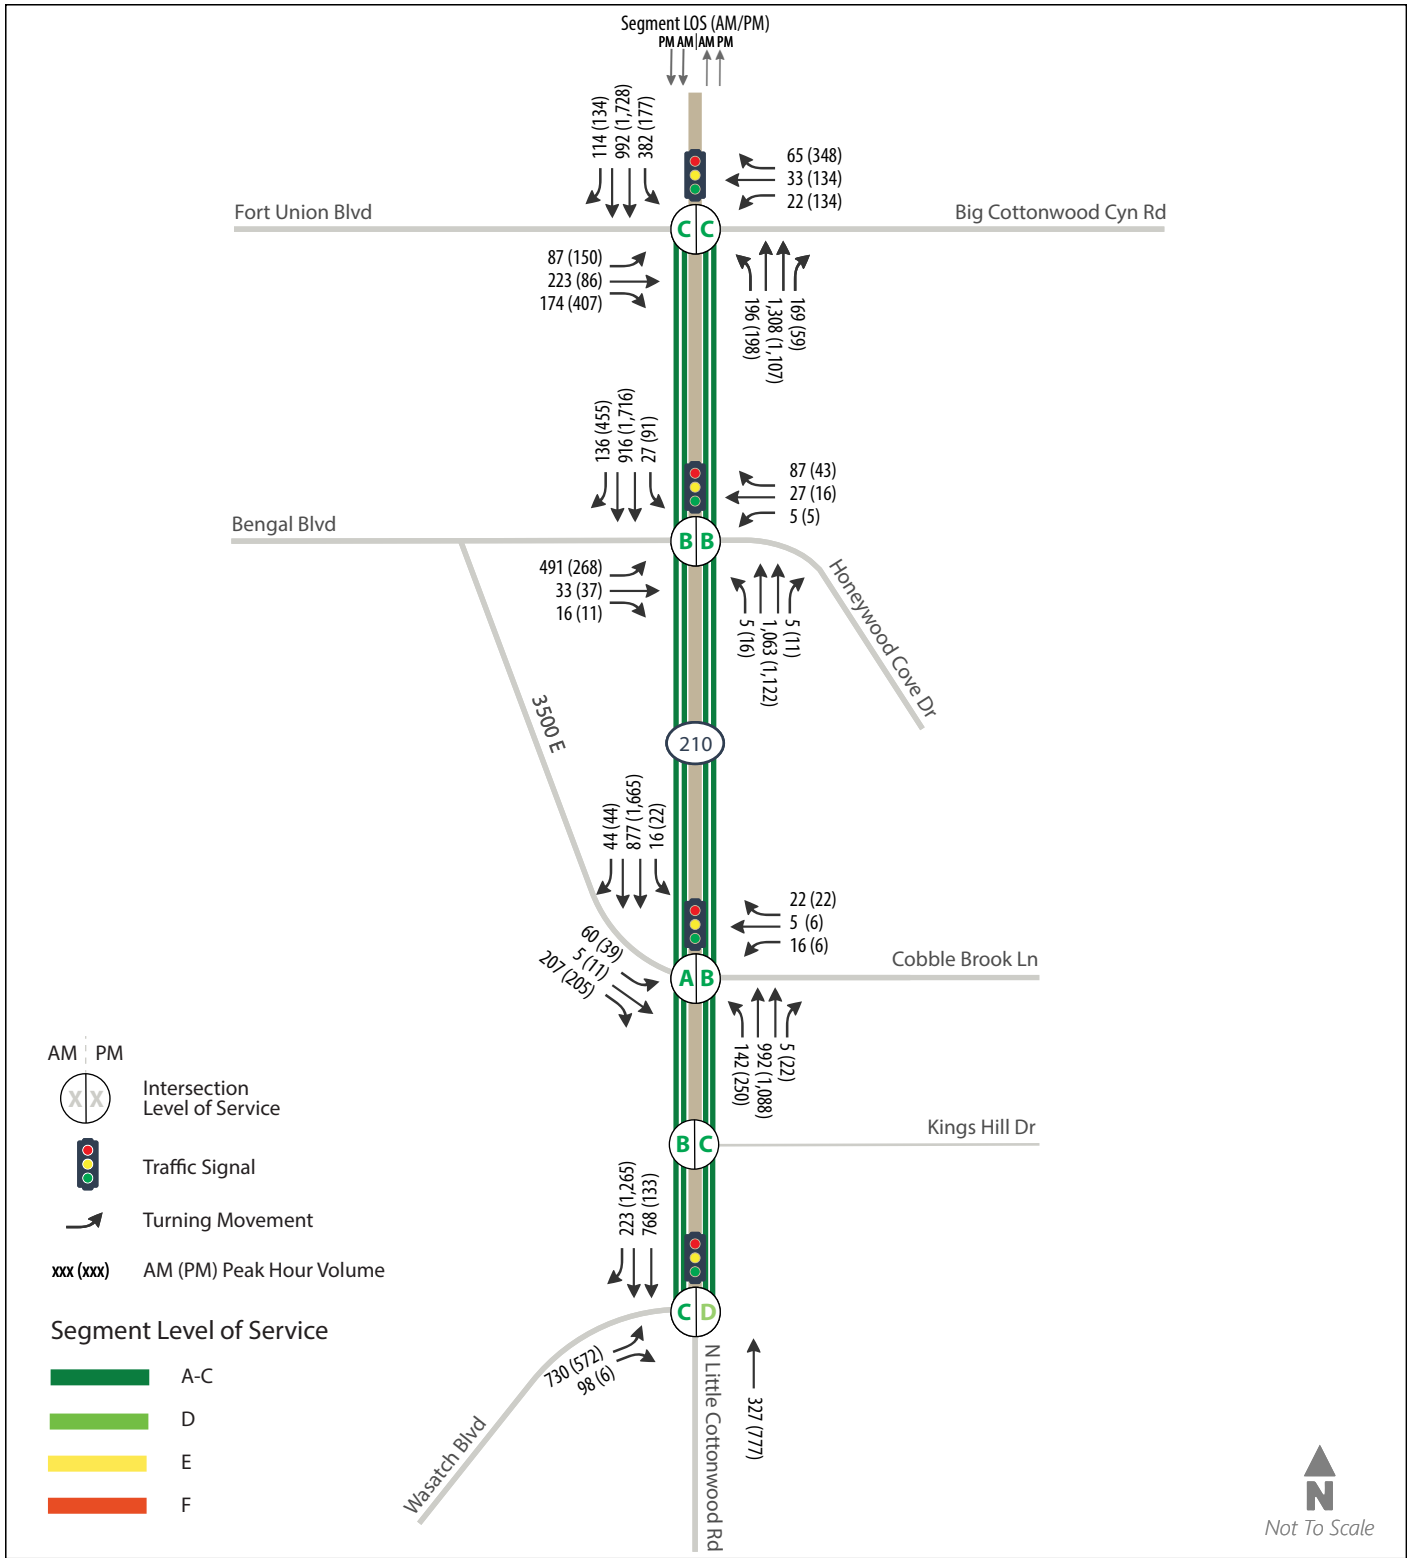 Segment LOS (AM/PM)
PM AM | AM PM
114 (134)
992 (1,728)
382 (177)
65 (348)
33 (134)
22 (134)
Fort Union Blvd
Big Cottonwood Cyn Rd
C C
87 (150)
223 (86)
174 (407)
196 (198)
1,308 (1,107)
169 (59)
136 (455)
916 (1,716)
27 (91)
87 (43)
27 (16)
5 (5)
Bengal Blvd
B B
491 (268)
33 (37)
16 (11)
5 (16)
1,063 (1,122)
5 (11)
Honeywood Cove Dr
3500 E
210
44 (44)
877 (1,665)
16 (22)
22 (22)
5 (6)
16 (6)
60 (39)
5 (11)
207 (205)
Cobble Brook Ln
A B
142 (250)
992 (1,088)
5 (22)
Kings Hill Dr
B C
223 (1,265)
768 (133)
C D
730 (572)
98 (6)
327 (777)
Wasatch Blvd
N Little Cottonwood Rd
AM PM
X X
Intersection
Level of Service
Traffic Signal
Turning Movement
xxx (xxx)
AM (PM) Peak Hour Volume
Segment Level of Service
A-C
D
E
F
N
Not To Scale